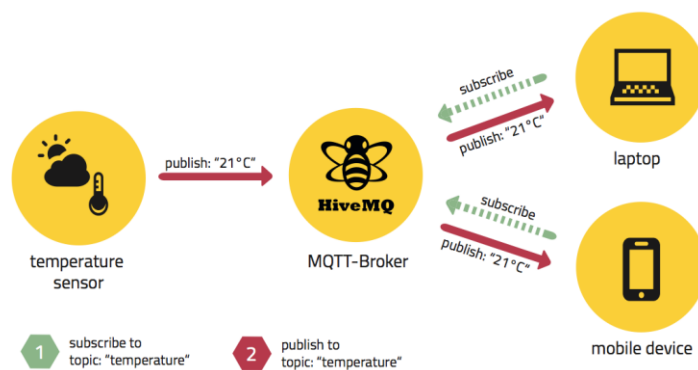 publish: “21°C“
temperature
sensor
HiveMQ
MQTT-Broker
subscribe
publish: “21°C“
laptop
subscribe
publish: “21°C“
mobile device
1
subscribe to
topic: “temperature“
2
publish to
topic: “temperature“